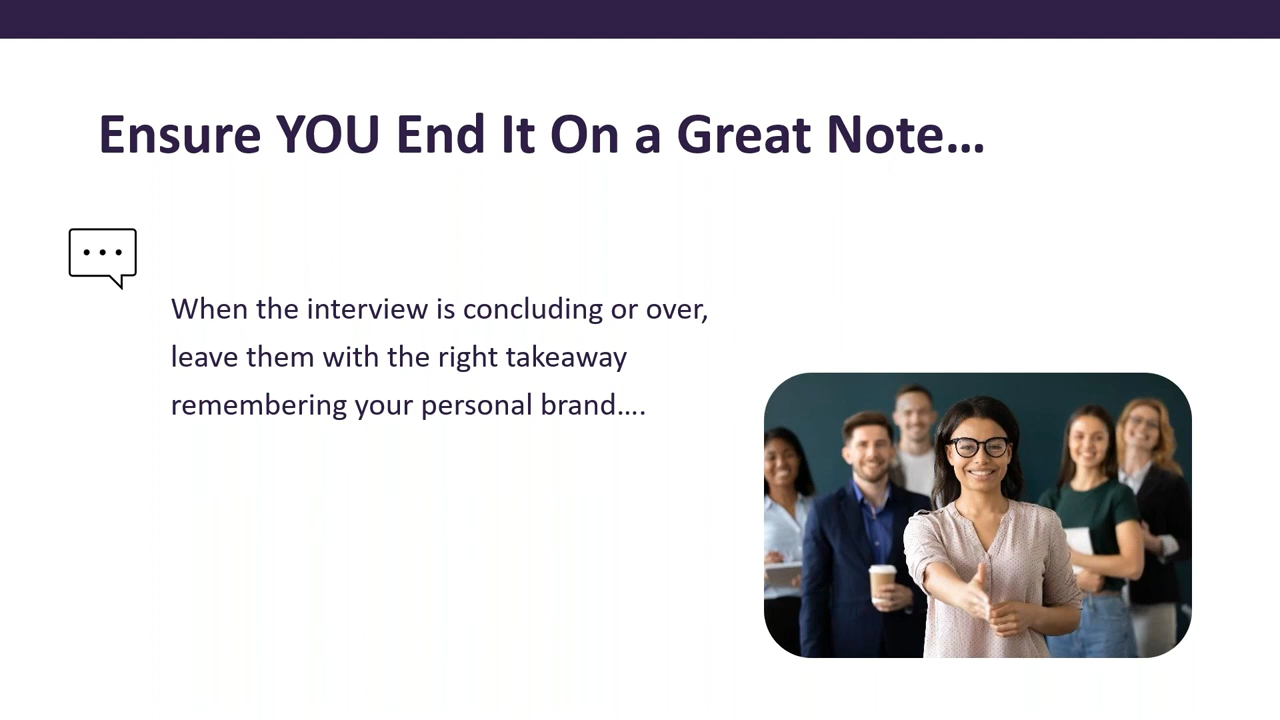 Ensure YOU End It On a Great Note…
When the interview is concluding or over,
leave them with the right takeaway
remembering your personal brand….